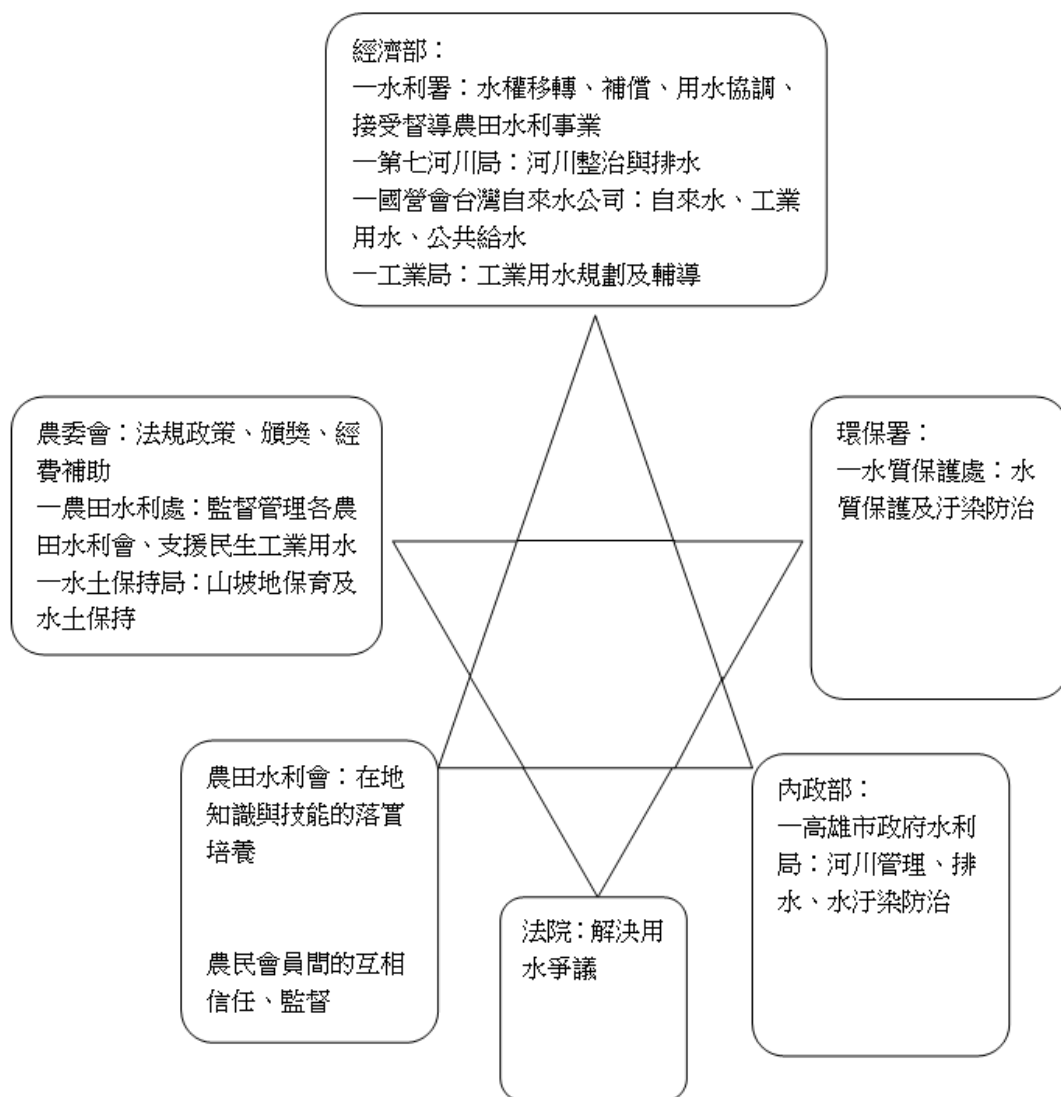 經濟部：
—水利署：水權移轉、補償、用水協調、
接受督導農田水利事業
—第七河川局：河川整治與排水
—國營會台灣自來水公司：自來水、工業
用水、公共給水
—工業局：工業用水規劃及輔導
農委會：法規政策、頒獎、經
費補助
—農田水利處：監督管理各農
田水利會、支援民生工業用水
—水土保持局：山坡地保育及
水土保持
環保署：
—水質保護處：水
質保護及汙染防治
農田水利會：在地
知識與技能的落實
培養
農民會員間的互相
信任、監督
法院：解決用
水爭議
內政部：
—高雄市政府水利
局：河川管理、排
水、水汙染防治